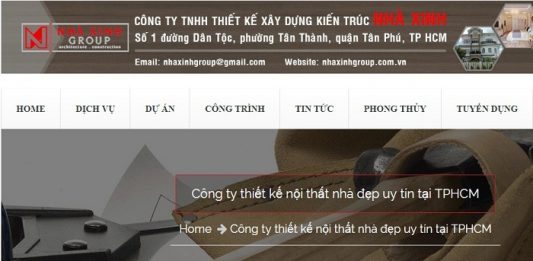 NHÀ XINH
GROUP
architecture . construction
CÔNG TY TNHH THIẾT KẾ XÂY DỰNG KIẾN TRÚC NHÀ XINH
Số 1 đường Dân Tộc, phường Tân Thành, quận Tân Phú, TP HCM
Email: nhaxinhgroup@gmail.com Website: nhaxinhgroup.com.vn
HOME DỊCH VỤ DỰ ÁN CÔNG TRÌNH TIN TỨC PHONG THỦY TUYỂN DỤNG
Công ty thiết kế nội thất nhà đẹp uy tín tại TPHCM
Home → Công ty thiết kế nội thất nhà đẹp uy tín tại TPHCM